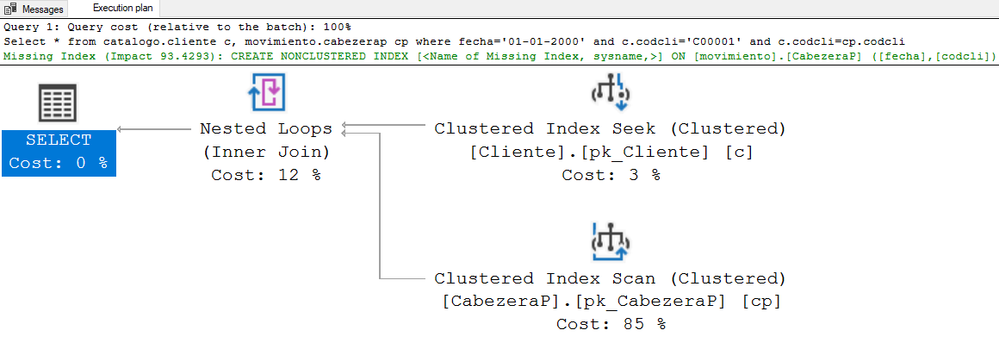 Messages
Execution plan
Query 1: Query cost (relative to the batch): 100%
Select * from catalogo.cliente c, movimiento.cabezerap cp where fecha='01-01-2000' and c.codcli='C00001' and c.codcli=cp.codcli
Missing Index (Impact 93.4293): CREATE NONCLUSTERED INDEX [<Name of Missing Index, sysname,>] ON [movimiento].[CabezeraP] ([fecha],[codcli])
SELECT
Cost: 0 %
Nested Loops
(Inner Join)
Cost: 12 %
Clustered Index Seek (Clustered)
[Cliente].[pk_Cliente] [c]
Cost: 3 %
Clustered Index Scan (Clustered)
[CabezeraP].[pk_CabezeraP] [cp]
Cost: 85 %